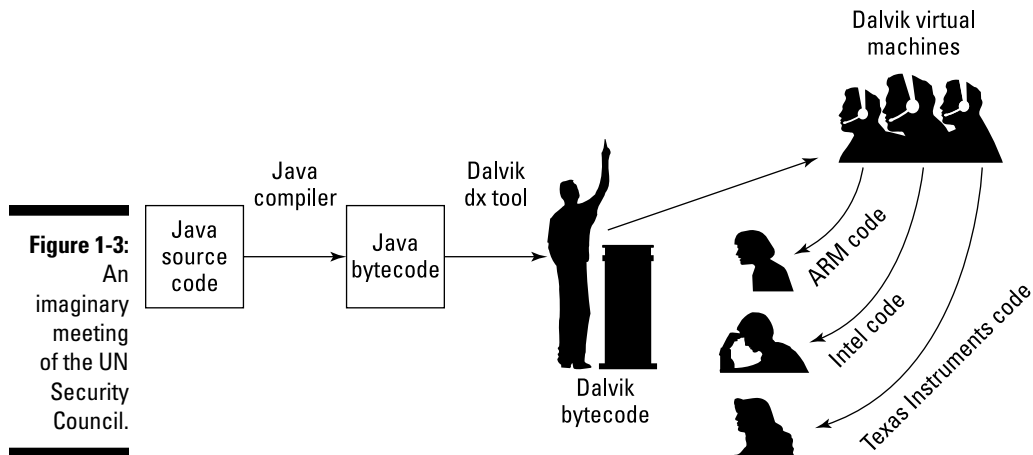 Dalvik virtual
machines
Java
compiler
Dalvik
dx tool
Figure 1-3:
An
imaginary
meeting
of the UN
Security
Council.
Java
source
code
Java
bytecode
Dalvik
bytecode
ARM code
Intel code
Texas Instruments code